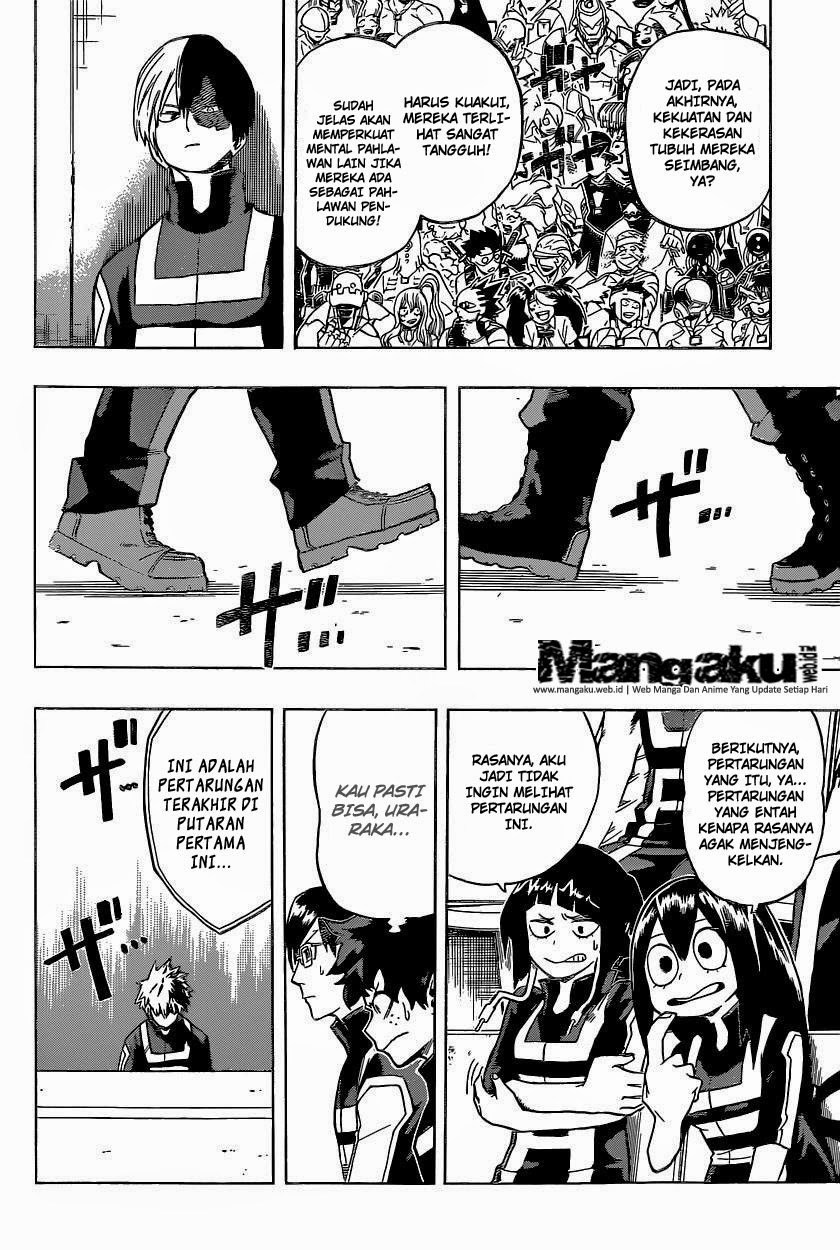 JADI, PADA
AKHIRNYA,
KEKUATAN DAN
KEKERASAN
TUBUH MEREKA
SEIMBANG,
YA?
HARUS KUAKUI,
MEREKA TERLI-
HAT SANGAT
TANGGUH!
SUDAH
JELAS AKAN
MEMPERKUAT
MENTAL PAHLA-
WAN LAIN JIKA
MEREKA ADA
SEBAGAI PAH-
LAWAN PEN-
DUKUNG!
ザ...
ザ...
Mangaku
.web.id
www.mangaku.web.id | Web Manga Dan Anime Yang Update Setiap Hari
BERIKUTNYA,
PERTARUNGAN
YANG ITU, YA...
PERTARUNGAN
YANG ENTAH
KENAPA RASANYA
AGAK MENJENG-
KELKAN.
RASANYA, AKU
JADI TIDAK
INGIN MELIHAT
PERTARUNGAN
INI.
KAU PASTI
BISA, URA-
RAKA...
INI ADALAH
PERTARUNGAN
TERAKHIR DI
PUTARAN
PERTAMA
INI...
ザ...
ザ...